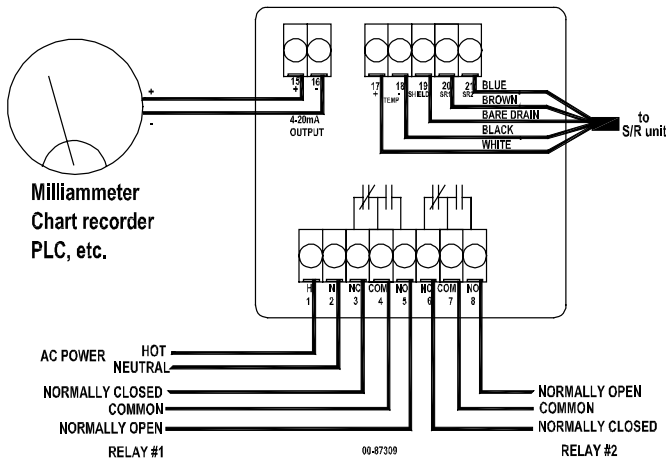 15 16 17 18 19 20 21
+ - + TEMP - SHIELD SR1 SR2
4-20mA
OUTPUT
+
-
BLUE
BROWN
BARE DRAIN
BLACK
WHITE
to
S/R unit
Milliammeter
Chart recorder
PLC, etc.
H N NC COM NO NC COM NO
1 2 3 4 5 6 7 8
AC POWER HOT
NEUTRAL
NORMALLY CLOSED
COMMON
NORMALLY OPEN
RELAY #1
NORMALLY OPEN
COMMON
NORMALLY CLOSED
RELAY #2
00-87309